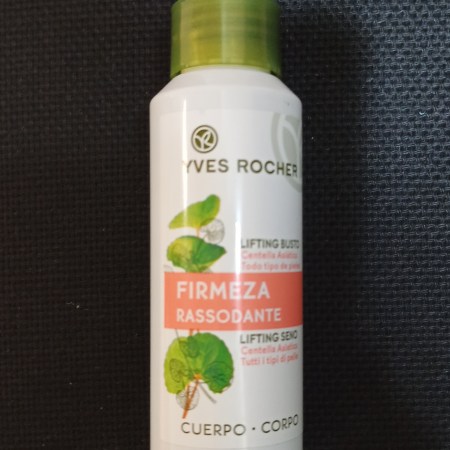 YVES ROCHER
LIFTING BUSTO
Centella Asiática
Todo tipo de pieles
FIRMEZA
RASSODANTE
LIFTING SENO
Centella Asiatica
Tutti i tipi di pelle
CUERPO · CORPO